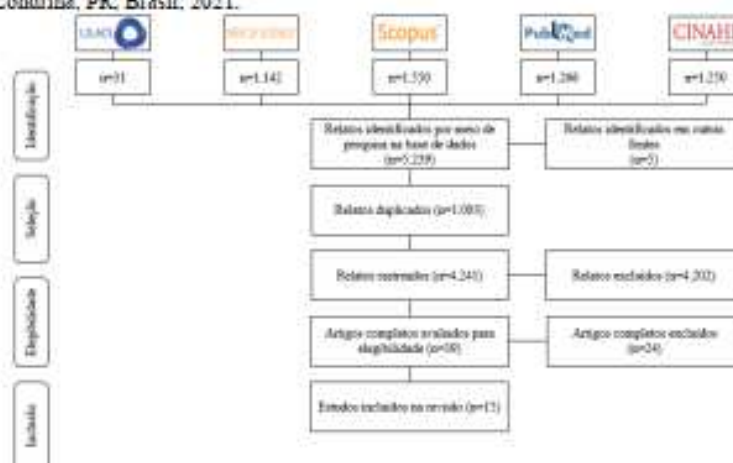 Londrina, PR, Brasil, 2021.
LILACS
Scopus
PubMed
CINAHL
n=31
n=1.142
n=1.550
n=1.250
Identificação
Relatos identificados por meio de
pesquisa na base de dados
(n=5.239)
Relatos identificados em outras
fontes
(n=5)
Seleção
Relatos duplicados (n=1.003)
Relatos rastreados (n=4.241)
Relatos excluídos (n=4.202)
Elegibilidade
Artigos completos avaliados para
elegibilidade (n=39)
Artigos completos excluídos
(n=24)
Inclusão
Estudos incluídos na revisão (n=15)